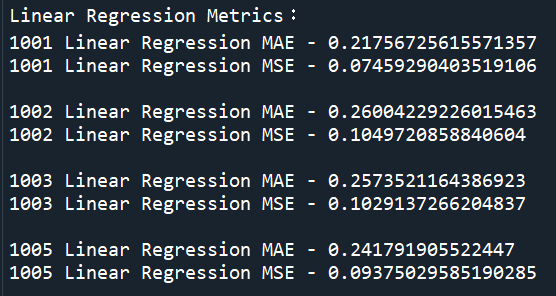 Linear Regression Metrics：
1001 Linear Regression MAE - 0.21756725615571357
1001 Linear Regression MSE - 0.07459290403519106
1002 Linear Regression MAE - 0.26004229226015463
1002 Linear Regression MSE - 0.1049720858840604
1003 Linear Regression MAE - 0.2573521164386923
1003 Linear Regression MSE - 0.1029137266204837
1005 Linear Regression MAE - 0.241791905522447
1005 Linear Regression MSE - 0.09375029585190285